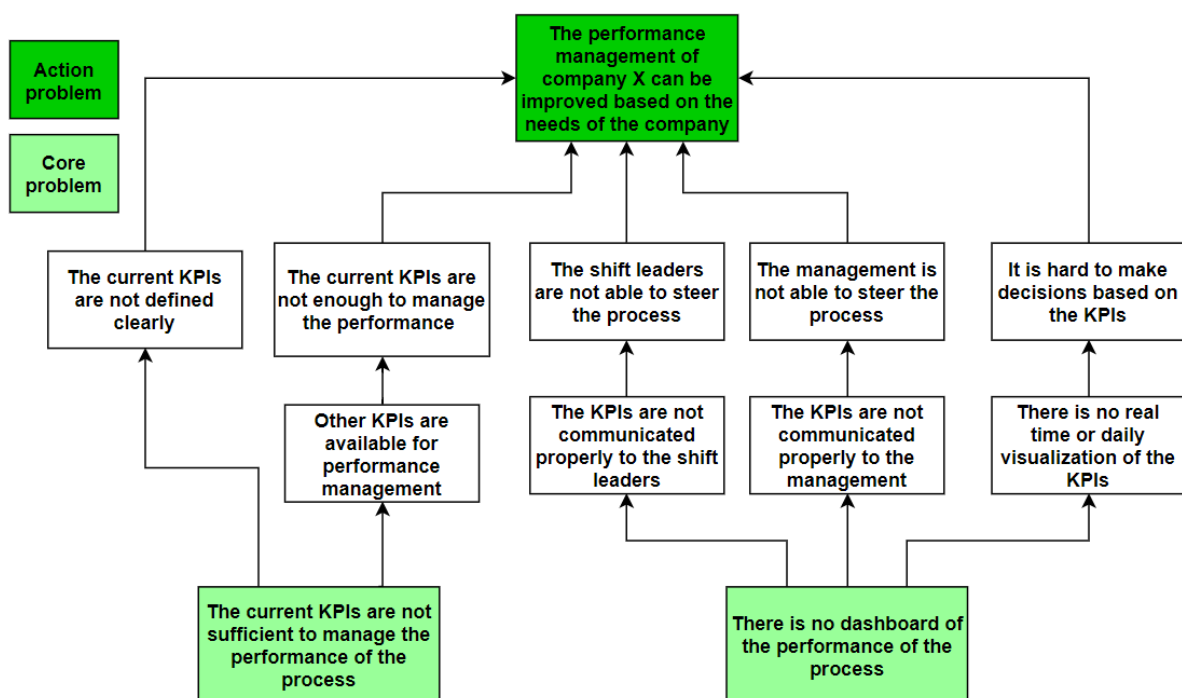 The performance
management of
company X can be
improved based on the
needs of the company
Action
problem
Core
problem
The current KPIs
are not defined
clearly
The current KPIs are
not enough to manage
the performance
The shift leaders
are not able to steer
the process
The management is
not able to steer the
process
It is hard to make
decisions based on
the KPIs
Other KPIs are
available for
performance
management
The KPIs are not
communicated
properly to the shift
leaders
The KPIs are not
communicated
properly to the
management
There is no real
time or daily
visualization of the
KPIs
The current KPIs are not
sufficient to manage the
performance of the
process
There is no dashboard of
the performance of the
process